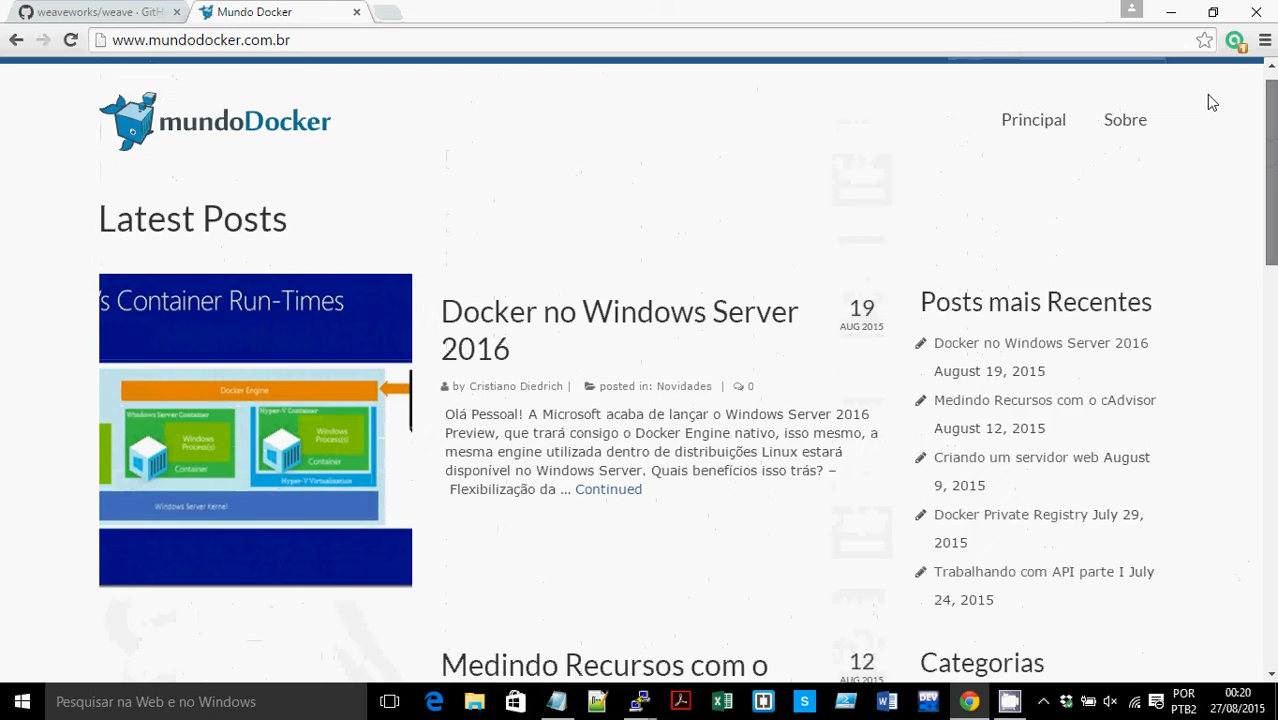 weaveworks/weave · GitH
Mundo Docker
www.mundodocker.com.br
mundoDocker
Principal
Sobre
Latest Posts
's Container Run-Times
Docker Engine
Windows Server
Container
Windows
Process(s)
Container
Hyper-V Container
Windows
Process(s)
Container
Hyper-V Virtualization
Windows Server Kernel
Docker no Windows Server
2016
by Cristiano Diedrich | posted in: Novidades | 0
Olá Pessoal! A Microsoft acaba de lançar o Windows Server 2016
Preview, que trará consigo o Docker Engine nativo, isso mesmo, a
mesma engine utilizada dentro de distribuições Linux estará
disponível no Windows Server. Quais benefícios isso trás? –
Flexibilização da ... Continued
19
AUG 2015
Medindo Recursos com o
12
AUG 2015
Posts mais Recentes
Docker no Windows Server 2016
August 19, 2015
Medindo Recursos com o cAdvisor
August 12, 2015
Criando um servidor web August
9, 2015
Docker Private Registry July 29,
2015
Trabalhando com API parte I July
24, 2015
Categorias
Pesquisar na Web e no Windows
DEV
POR
PTB2
00:20
27/08/2015